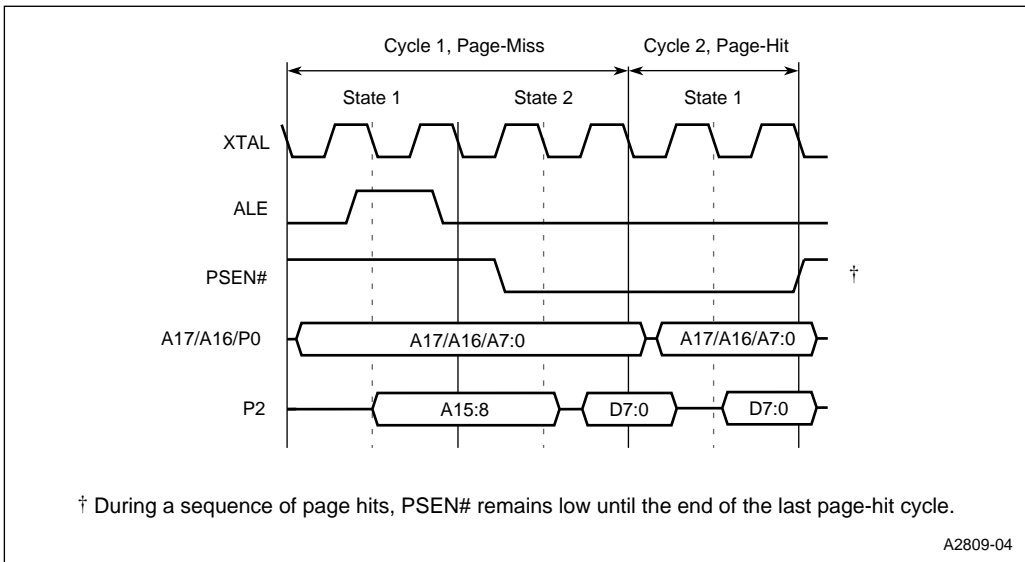 Cycle 1, Page-Miss Cycle 2, Page-Hit
State 1 State 2 State 1
XTAL
ALE
PSEN# †
A17/A16/P0 A17/A16/A7:0 A17/A16/A7:0
P2 A15:8 D7:0 D7:0
† During a sequence of page hits, PSEN# remains low until the end of the last page-hit cycle.
A2809-04